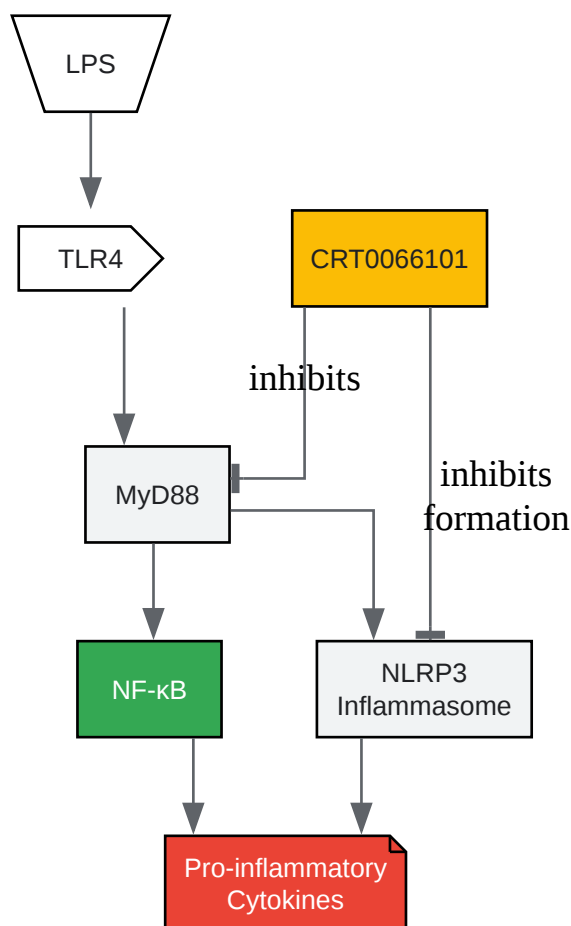 LPS
TLR4
CRT0066101
inhibits
inhibits
formation
MyD88
NF-κB
NLRP3
Inflammasome
Pro-inflammatory
Cytokines